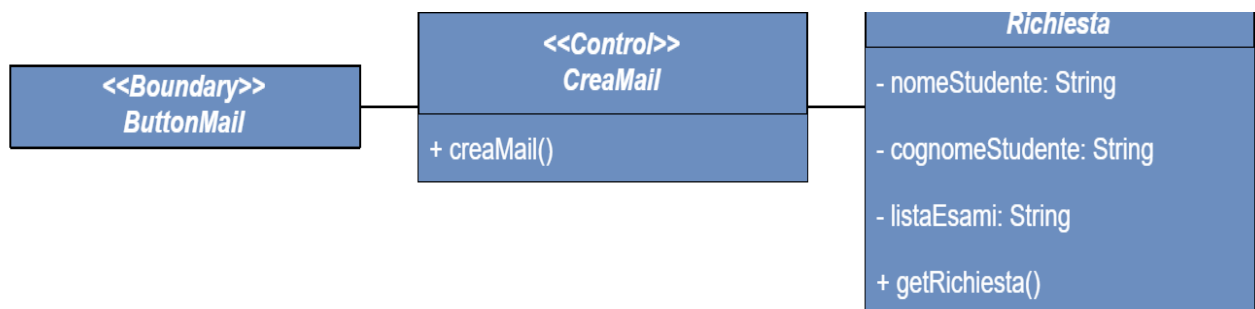 <<Boundary>>
ButtonMail
<<Control>>
CreaMail
+ creaMail()
Richiesta
- nomeStudente: String
- cognomeStudente: String
- listaEsami: String
+ getRichiesta()